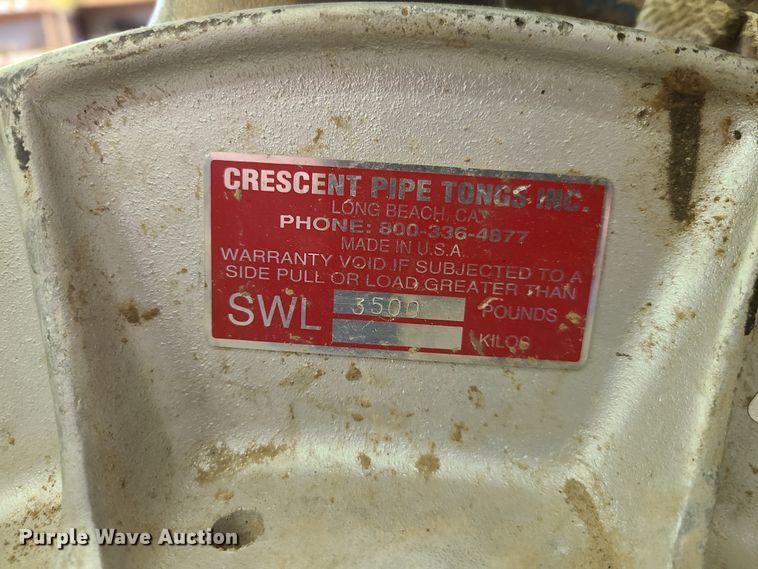 CRESCENT PIPE TONGS INC.
LONG BEACH, CA
PHONE: 800-336-4877
MADE IN U.S.A.
WARRANTY VOID IF SUBJECTED TO A
SIDE PULL OR LOAD GREATER THAN
SWL 3500 POUNDS
KILOS
Purple Wave Auction®